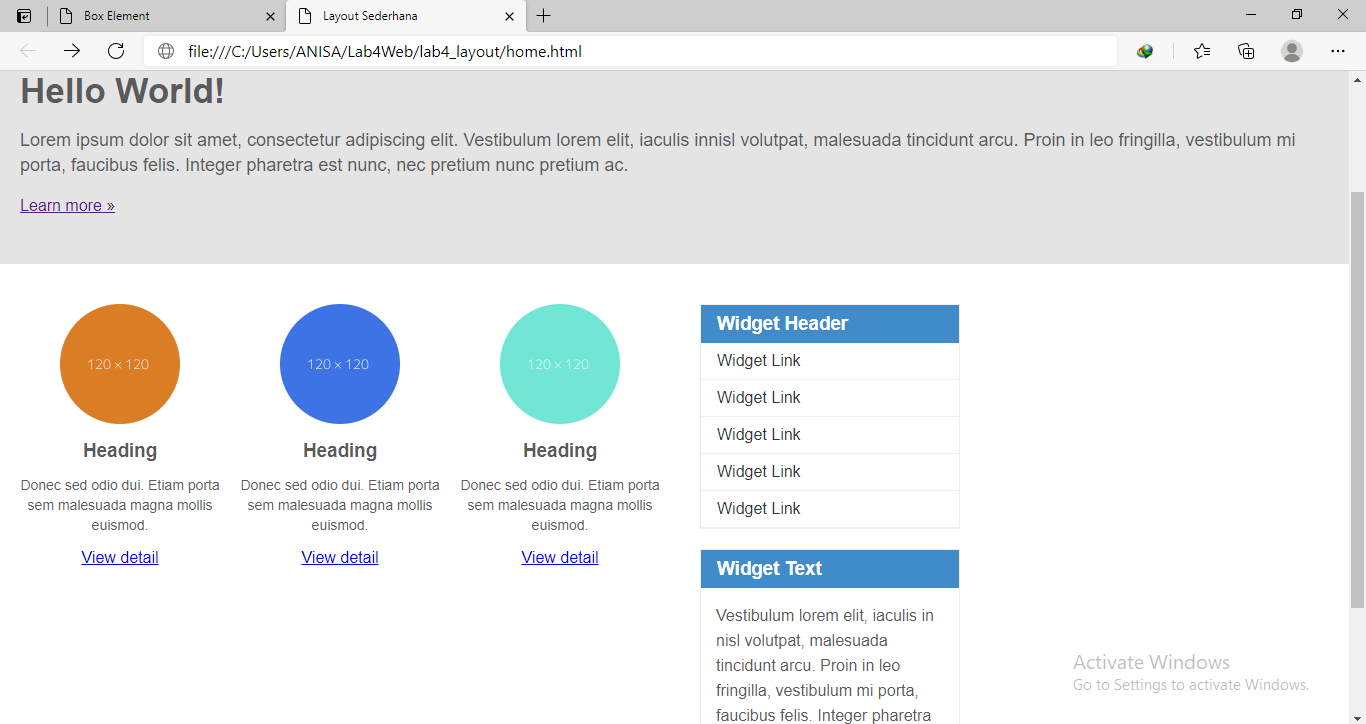 Box Element
Layout Sederhana
file:///C:/Users/ANISA/Lab4Web/lab4_layout/home.html
Hello World!
Lorem ipsum dolor sit amet, consectetur adipiscing elit. Vestibulum lorem elit, iaculis innisl volutpat, malesuada tincidunt arcu. Proin in leo fringilla, vestibulum mi
porta, faucibus felis. Integer pharetra est nunc, nec pretium nunc pretium ac.
Learn more »
120 × 120
Heading
Donec sed odio dui. Etiam porta
sem malesuada magna mollis
euismod.
View detail
120 × 120
Heading
Donec sed odio dui. Etiam porta
sem malesuada magna mollis
euismod.
View detail
120 × 120
Heading
Donec sed odio dui. Etiam porta
sem malesuada magna mollis
euismod.
View detail
Widget Header
Widget Link
Widget Link
Widget Link
Widget Link
Widget Link
Widget Text
Vestibulum lorem elit, iaculis in
nisl volutpat, malesuada
tincidunt arcu. Proin in leo
fringilla, vestibulum mi porta,
faucibus felis. Integer pharetra
Activate Windows
Go to Settings to activate Windows.